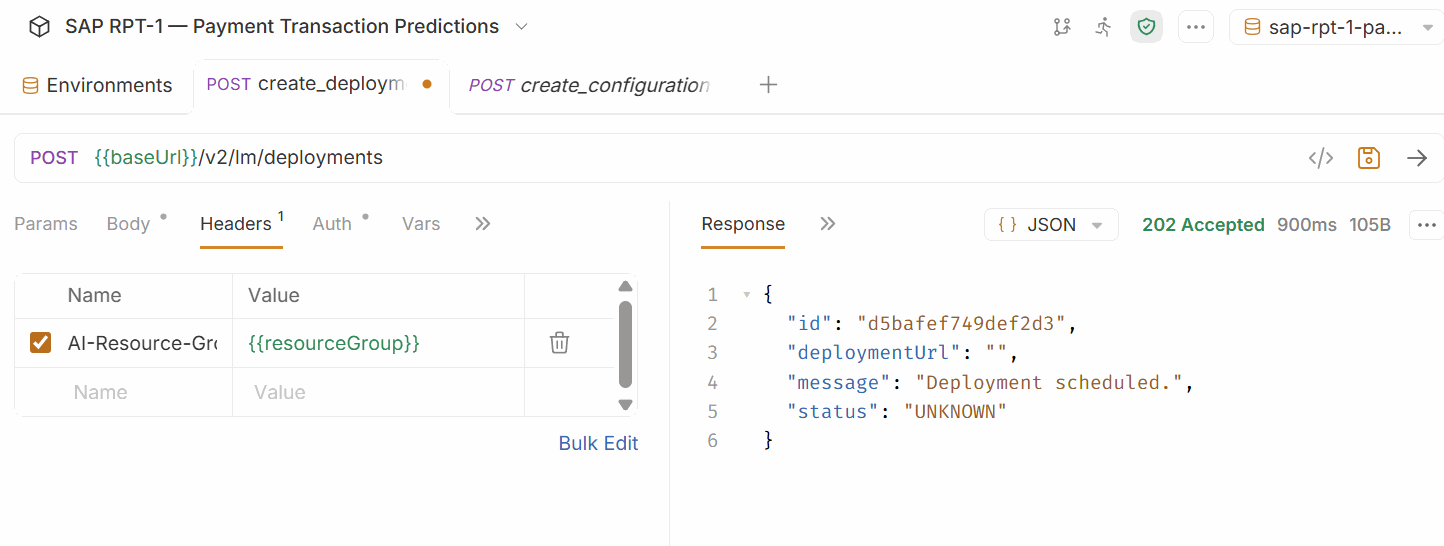 SAP RPT-1 — Payment Transaction Predictions
sap-rpt-1-pa...
Environments
POST create_deploym
POST create_configuration
POST {{baseUrl}}/v2/lm/deployments
Params Body Headers 1 Auth Vars
Response
{ } JSON
202 Accepted 900ms 105B
Name Value
AI-Resource-Gro {{resourceGroup}}
Name Value
Bulk Edit
1 {
2 "id": "d5bafef749def2d3",
3 "deploymentUrl": "",
4 "message": "Deployment scheduled.",
5 "status": "UNKNOWN"
6 }